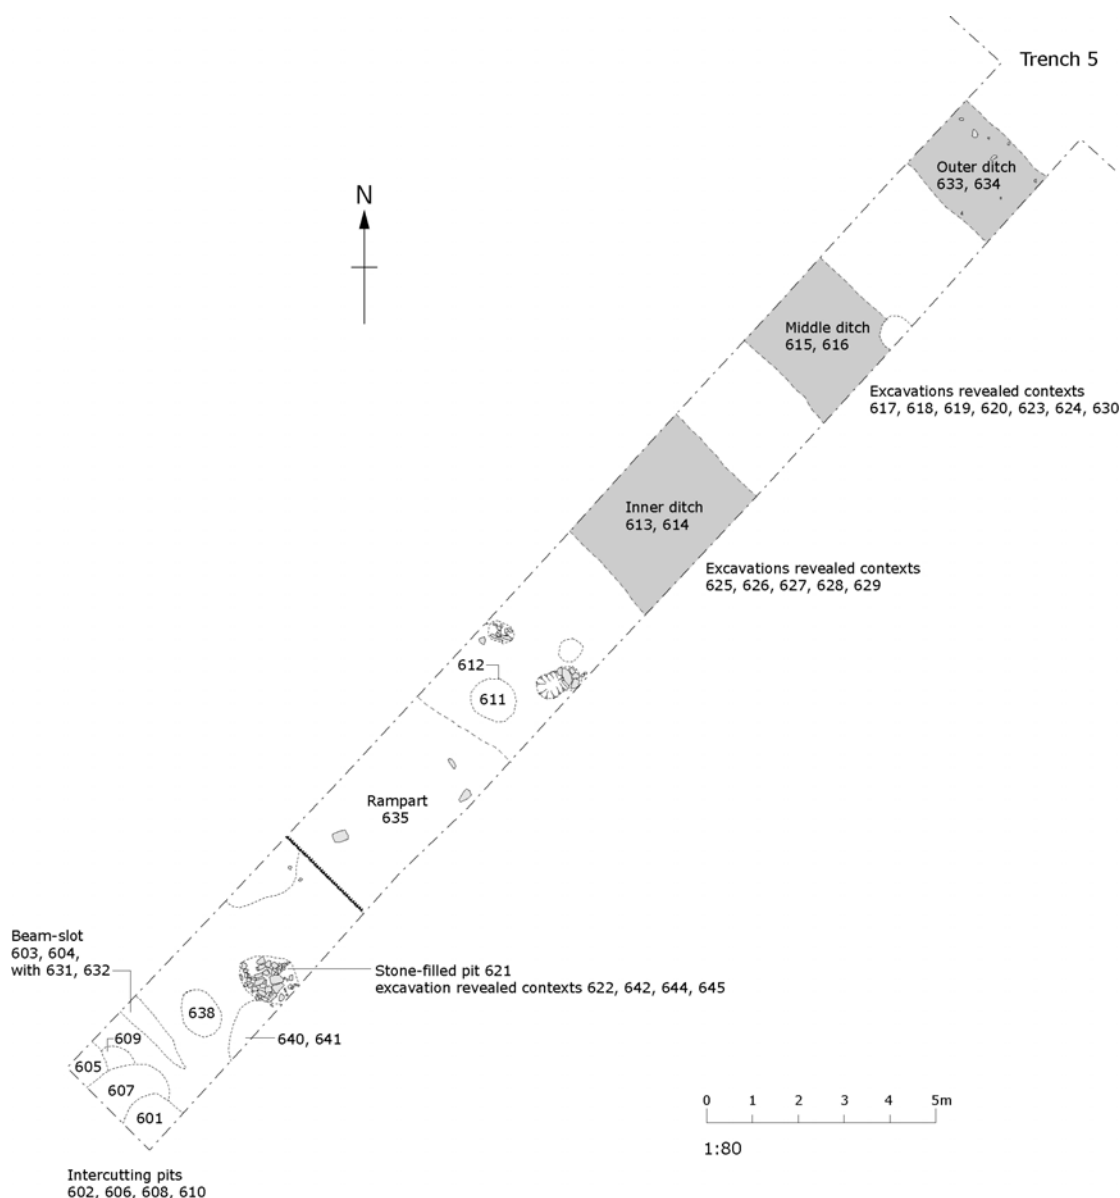 Trench 5
N
Outer ditch
633, 634
Middle ditch
615, 616
Excavations revealed contexts
617, 618, 619, 620, 623, 624, 630
Inner ditch
613, 614
Excavations revealed contexts
625, 626, 627, 628, 629
612
611
Rampart
635
Beam-slot
603, 604,
with 631, 632
Stone-filled pit 621
excavation revealed contexts 622, 642, 644, 645
638
640, 641
609
605
607
601
0 1 2 3 4 5m
1:80
Intercutting pits
602, 606, 608, 610